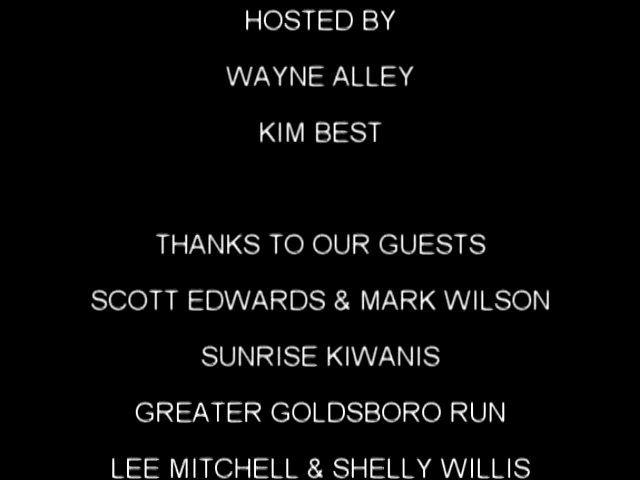 HOSTED BY
WAYNE ALLEY
KIM BEST
THANKS TO OUR GUESTS
SCOTT EDWARDS & MARK WILSON
SUNRISE KIWANIS
GREATER GOLDSBORO RUN
LEE MITCHELL & SHELLY WILLIS